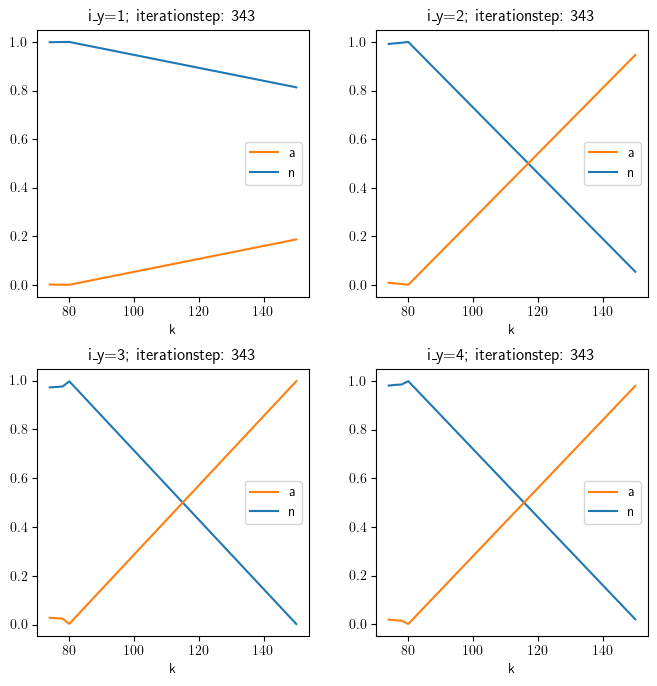 i_y=1; iterationstep: 343
1.0
0.8
0.6
0.4
0.2
0.0
a
n
80 100 120 140
k
i_y=2; iterationstep: 343
1.0
0.8
0.6
0.4
0.2
0.0
a
n
80 100 120 140
k
i_y=3; iterationstep: 343
1.0
0.8
0.6
0.4
0.2
0.0
a
n
80 100 120 140
k
i_y=4; iterationstep: 343
1.0
0.8
0.6
0.4
0.2
0.0
a
n
80 100 120 140
k